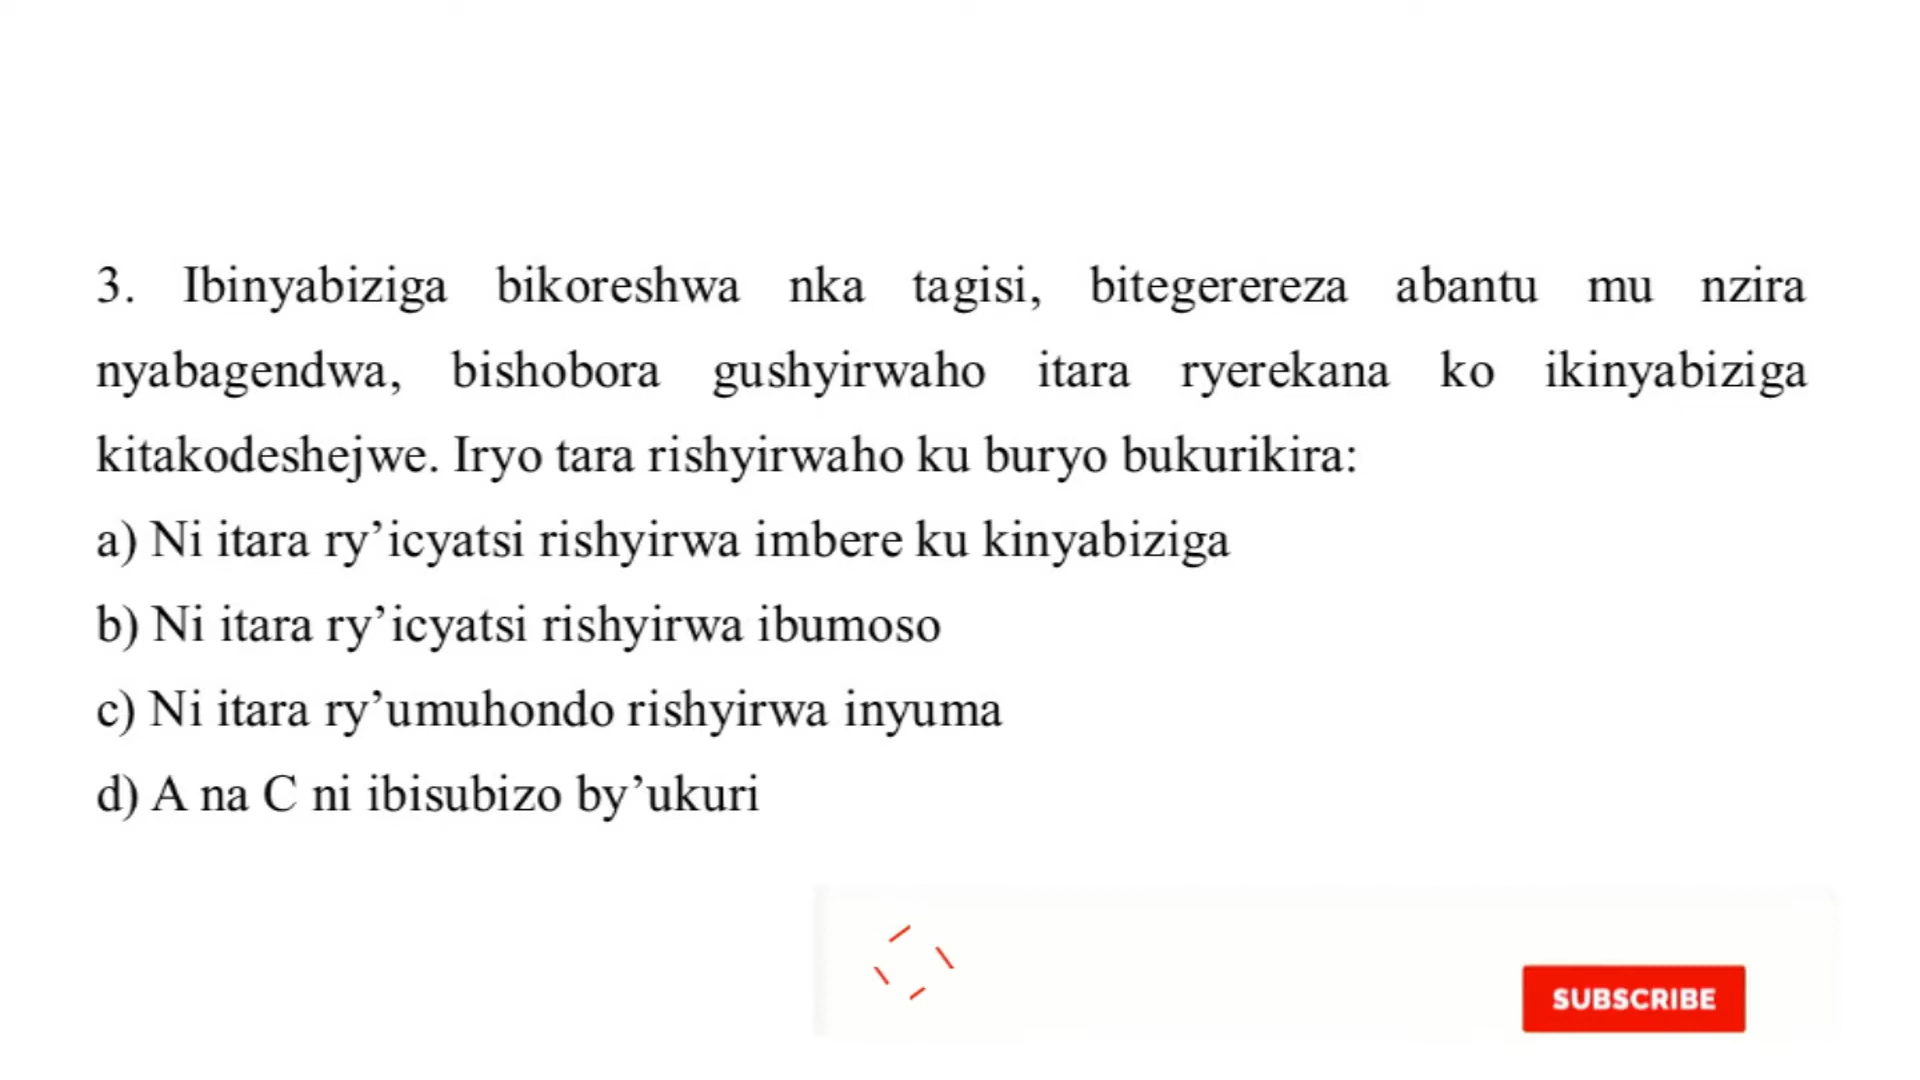 3. Ibinyabiziga bikoreshwa nka tagisi, bitegerereza abantu mu nzira
nyabagendwa, bishobora gushyirwaho itara ryerekana ko ikinyabiziga
kitakodeshejwe. Iryo tara rishyirwaho ku buryo bukurikira:
a) Ni itara ry’icyatsi rishyirwa imbere ku kinyabiziga
b) Ni itara ry’icyatsi rishyirwa ibumoso
c) Ni itara ry’umuhondo rishyirwa inyuma
d) A na C ni ibisubizo by’ukuri
SUBSCRIBE